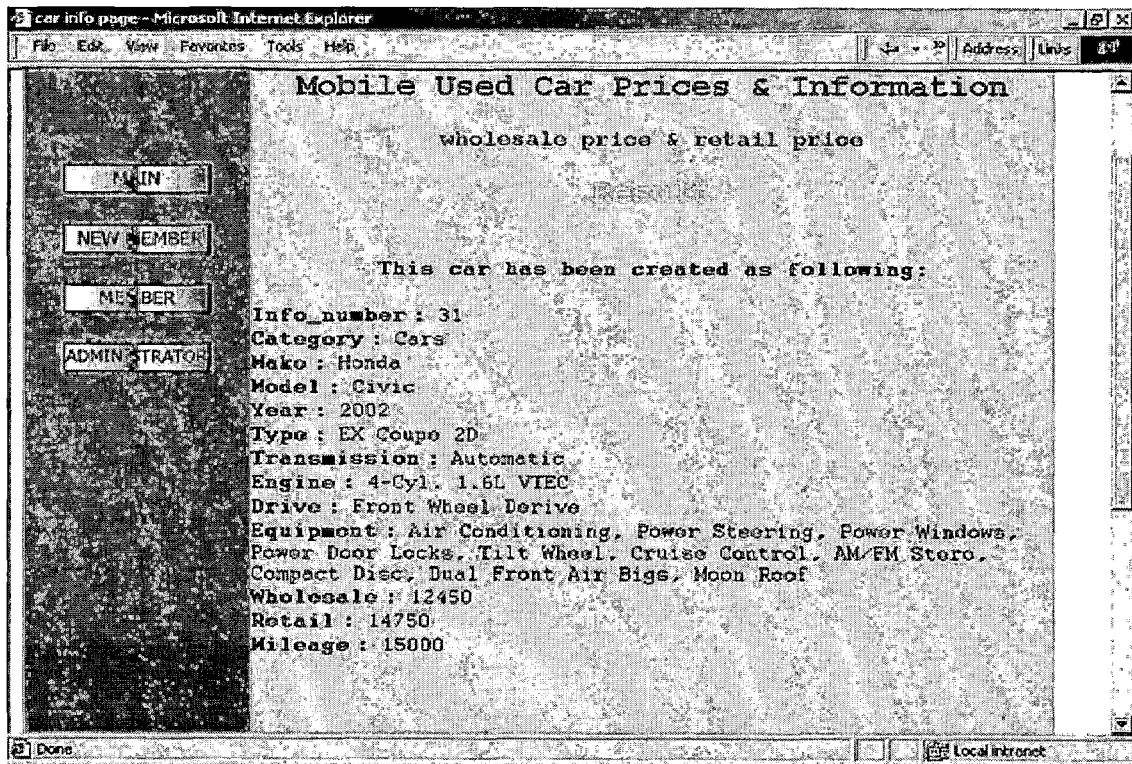 car info page - Microsoft Internet Explorer
File Edit View Favorites Tools Help Address Links
Mobile Used Car Prices & Information
wholesale price & retail price
Result
MAIN
NEW MEMBER
MEMBER
ADMINISTRATOR
This car has been created as following:
Info_number : 31
Category : Cars
Make : Honda
Model : Civic
Year : 2002
Type : EX Coupe 2D
Transmission : Automatic
Engine : 4-Cyl. 1.6L VTEC
Drive : Front Wheel Derive
Equipment : Air Conditioning, Power Steering, Power Windows,
Power Door Locks, Tilt Wheel, Cruise Control, AM/FM Stero,
Compact Disc, Dual Front Air Bigs, Moon Roof
Wholesale : 12450
Retail : 14750
Mileage : 15000
Done Local intranet